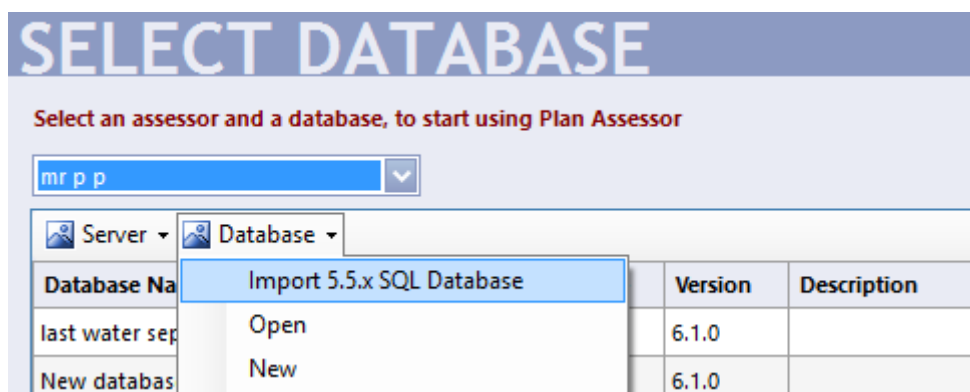 SELECT DATABASE
Select an assessor and a database, to start using Plan Assessor
mr p p
Server Database
Database Na Import 5.5.x SQL Database Version Description
last water sep Open 6.1.0
New databas New 6.1.0